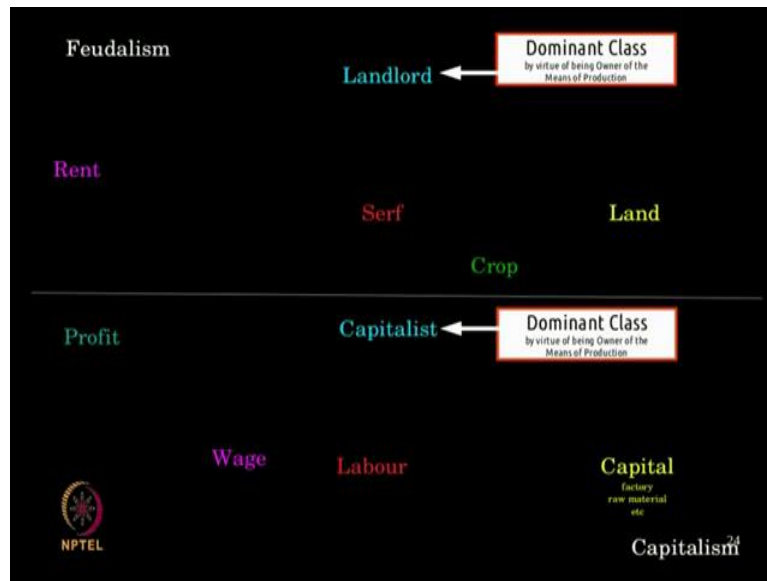 Feudalism
Dominant Class
by virtue of being Owner of the
Means of Production
Landlord
Rent
Serf
Land
Crop
Profit
Capitalist
Dominant Class
by virtue of being Owner of the
Means of Production
Wage
Labour
Capital
factory
raw material
etc
NPTEL
Capitalism
24